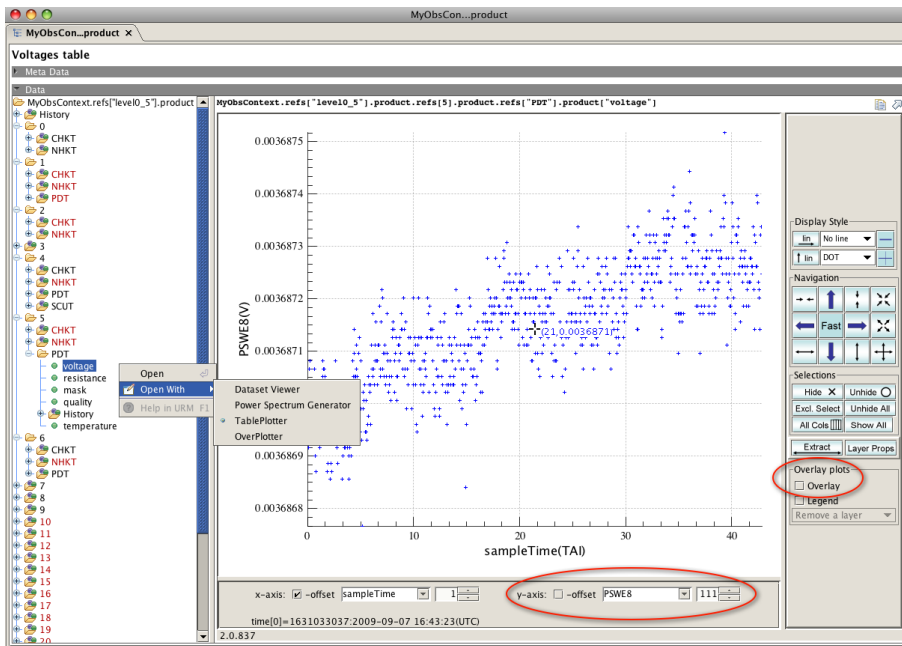 MyObsCon...product
MyObsCon...product ×
Voltages table
Meta Data
Data
MyObsContext.refs["level0_5"].product
History
0
CHKT
NHKT
1
CHKT
NHKT
PDT
2
CHKT
NHKT
3
4
CHKT
NHKT
PDT
SCUT
5
CHKT
NHKT
PDT
voltage
resistance
mask
quality
History
temperature
6
CHKT
NHKT
PDT
7
8
9
10
11
12
13
14
15
16
17
18
19
20
Open
Open With
Help in URM F1
Dataset Viewer
Power Spectrum Generator
TablePlotter
OverPlotter
MyObsContext.refs["level0_5"].product.refs[5].product.refs["PDT"].product["voltage"]
0.0036875
0.0036874
0.0036873
0.0036872
0.0036871
0.0036869
0.0036868
PSWE8(V)
(21,0.0036871)
0 10 20 30 40
sampleTime(TAI)
x-axis: -offset sampleTime 1
y-axis: -offset PSWE8 111
time[0]=1631033037:2009-09-07 16:43:23(UTC)
2.0.837
Display Style
lin No line
lin DOT
Navigation
Fast
Selections
Hide Unhide
Excl. Select Unhide All
All Cols Show All
Extract Layer Props
Overlay plots
Overlay
Legend
Remove a layer